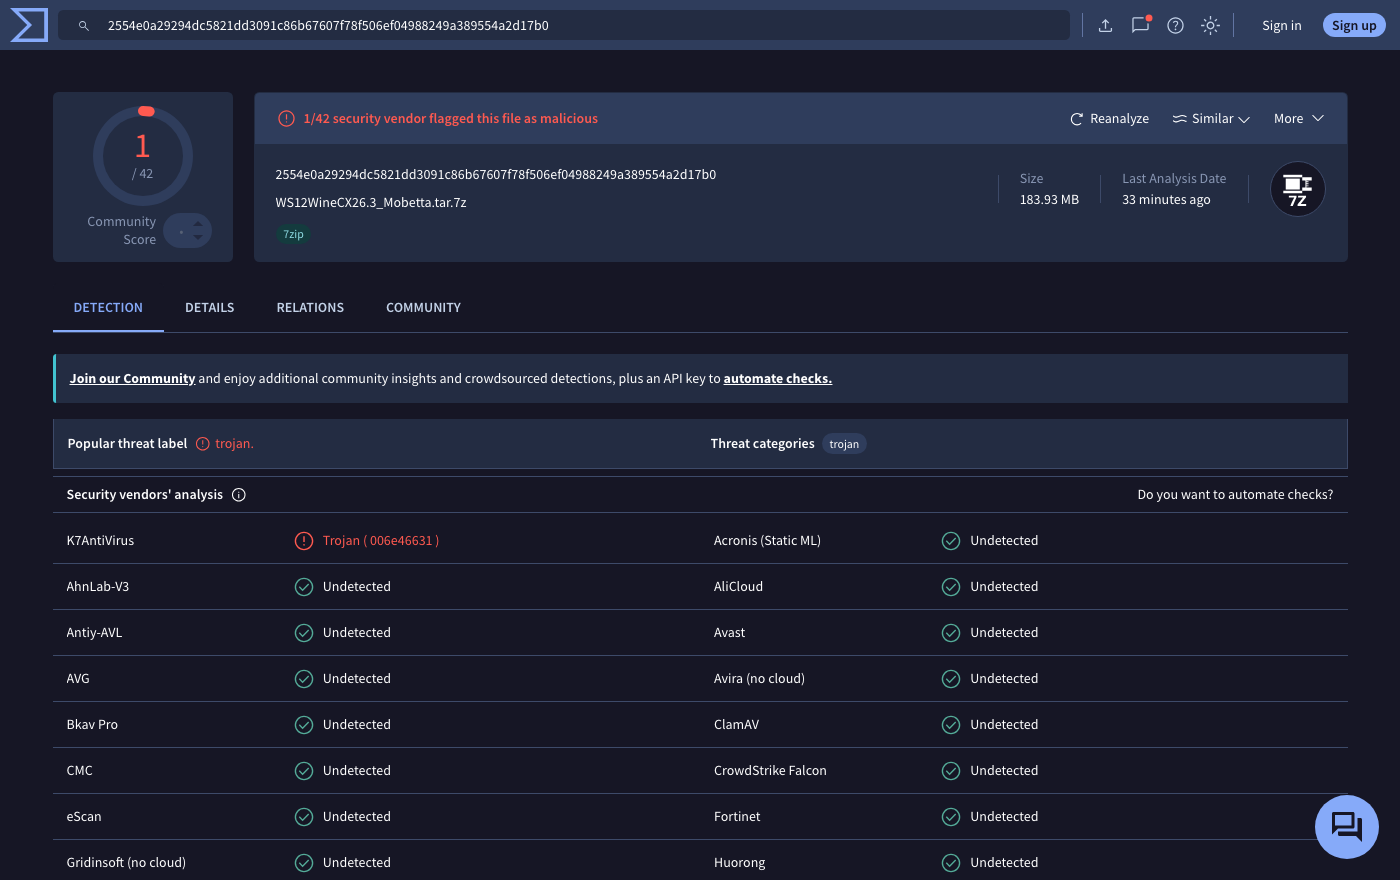 2554e0a29294dc5821dd3091c86b67607f78f506ef04988249a389554a2d17b0
Sign in
Sign up
1
/ 42
Community
Score
1/42 security vendor flagged this file as malicious
Reanalyze
Similar
More
2554e0a29294dc5821dd3091c86b67607f78f506ef04988249a389554a2d17b0
WS12WineCX26.3_Mobetta.tar.7z
7zip
Size
183.93 MB
Last Analysis Date
33 minutes ago
7Z
DETECTION
DETAILS
RELATIONS
COMMUNITY
Join our Community and enjoy additional community insights and crowdsourced detections, plus an API key to automate checks.
Popular threat label trojan.
Threat categories trojan
Security vendors' analysis
Do you want to automate checks?
K7AntiVirus Trojan ( 006e46631 ) Acronis (Static ML) Undetected
AhnLab-V3 Undetected AliCloud Undetected
Antiy-AVL Undetected Avast Undetected
AVG Undetected Avira (no cloud) Undetected
Bkav Pro Undetected ClamAV Undetected
CMC Undetected CrowdStrike Falcon Undetected
eScan Undetected Fortinet Undetected
Gridinsoft (no cloud) Undetected Huorong Undetected